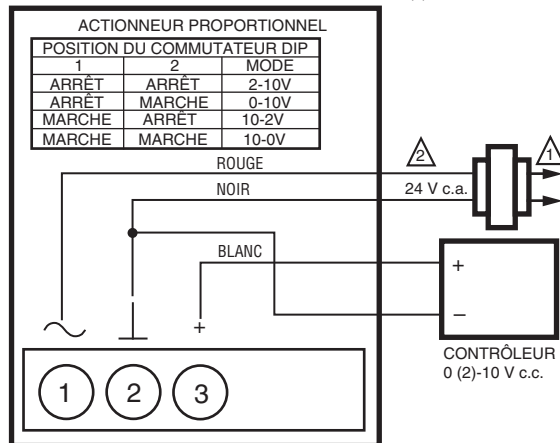 ACTIONNEUR PROPORTIONNEL
POSITION DU COMMUTATEUR DIP
1 2 MODE
ARRÊT ARRÊT 2-10V
ARRÊT MARCHE 0-10V
MARCHE ARRÊT 10-2V
MARCHE MARCHE 10-0V
ROUGE
2
1
NOIR
24 V c.a.
BLANC
+
–
+
CONTRÔLEUR
0 (2)-10 V c.c.
1 2 3